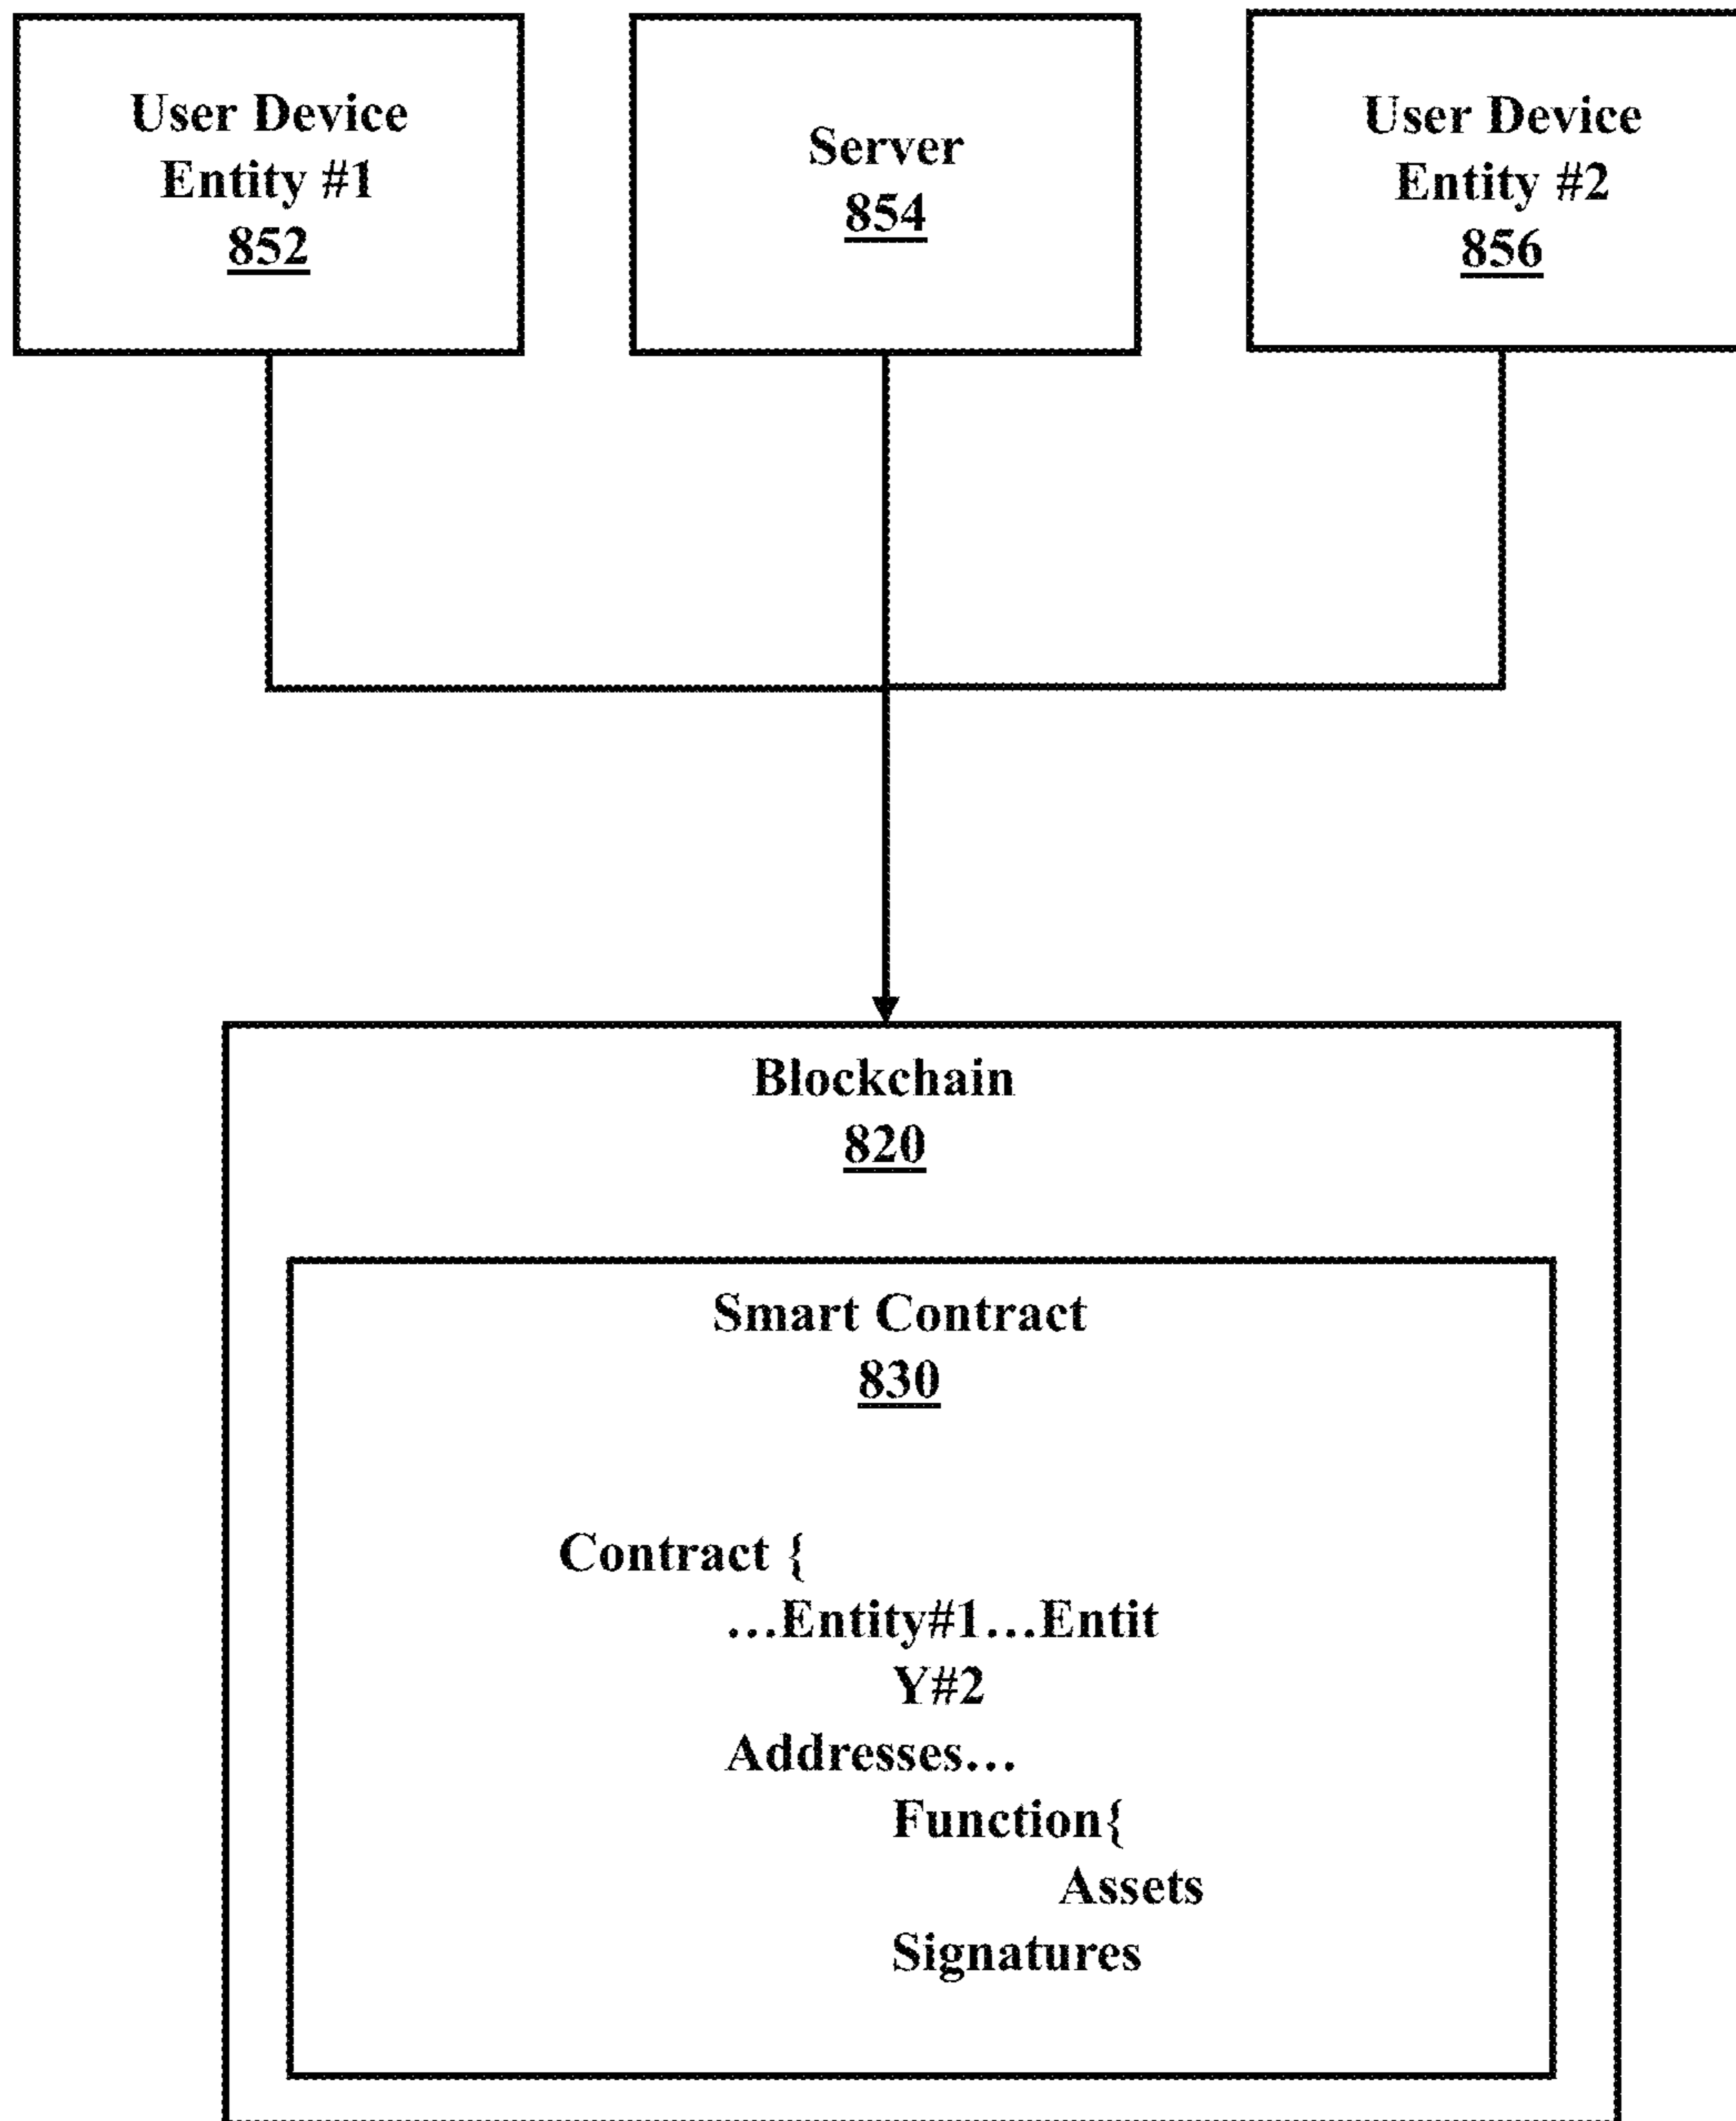 User Device
Entity #1
852
Server
854
User Device
Entity #2
856
Blockchain
820
Smart Contract
830
Contract {
…Entity#1…Entit
Y#2
Addresses…
Function{
Assets
Signatures